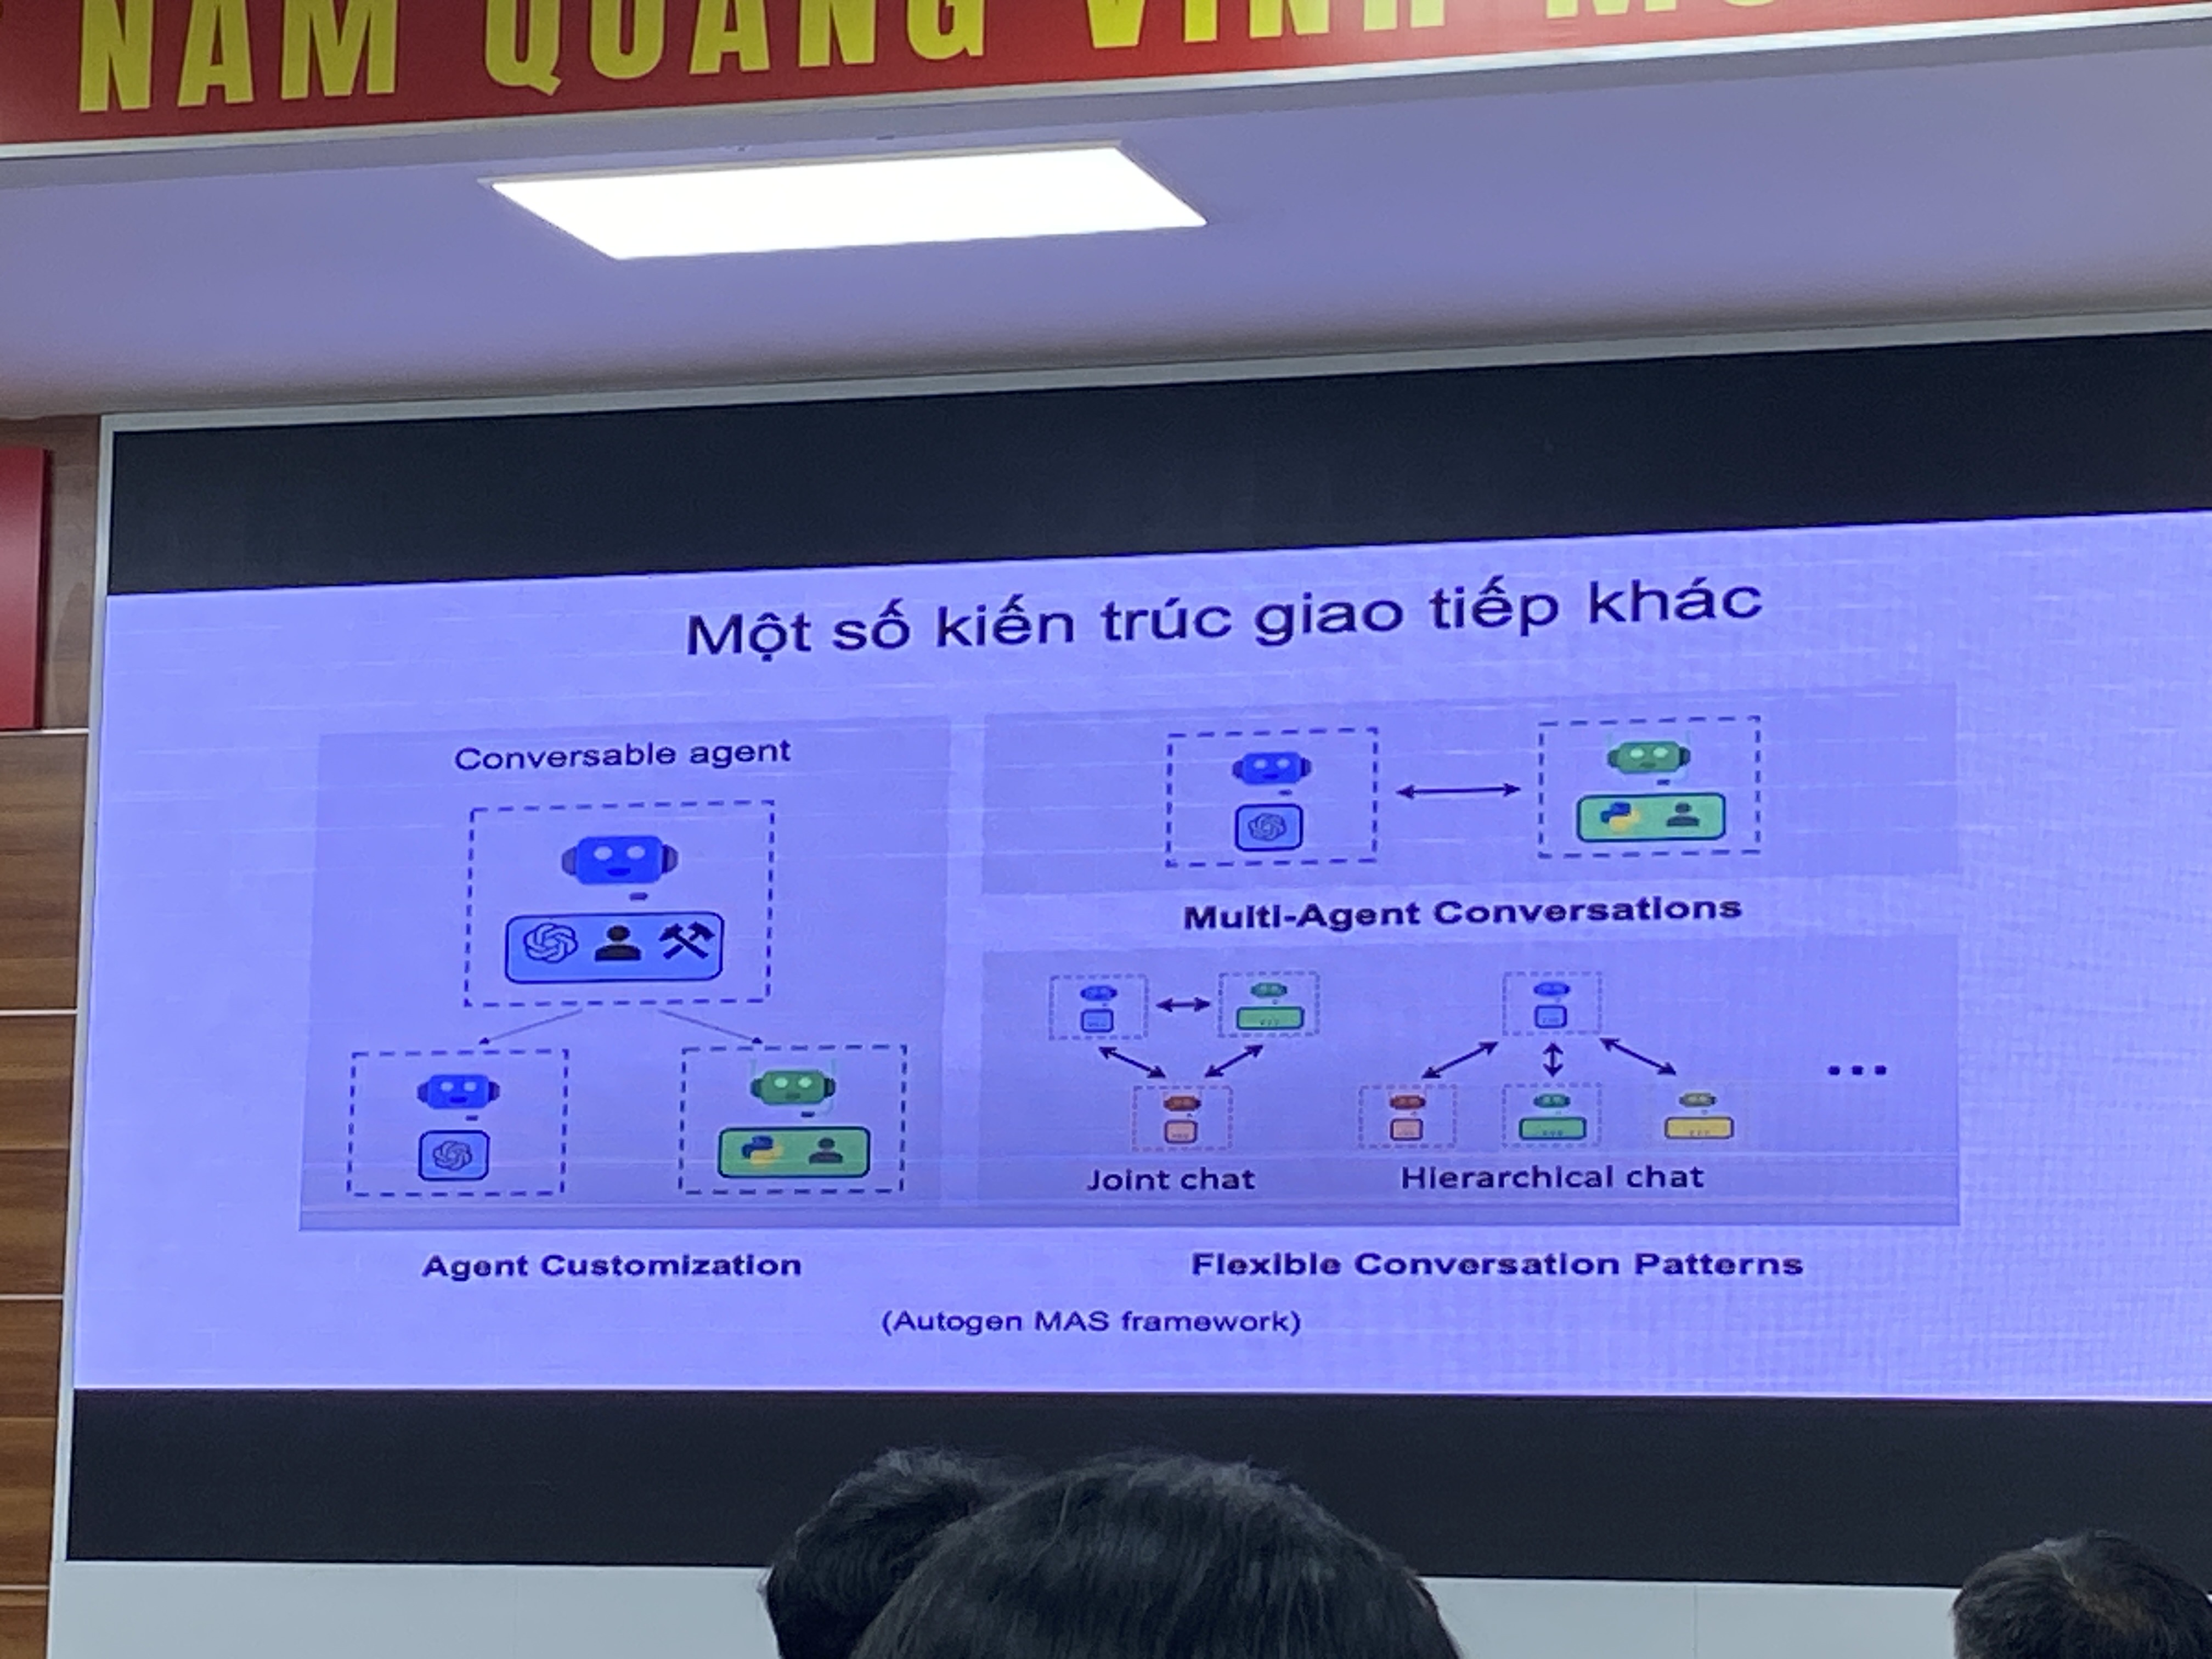 NAM QUANG VINH
Một số kiến trúc giao tiếp khác
Conversable agent
Multi-Agent Conversations
Joint chat
Hierarchical chat
...
Agent Customization
Flexible Conversation Patterns
(Autogen MAS framework)